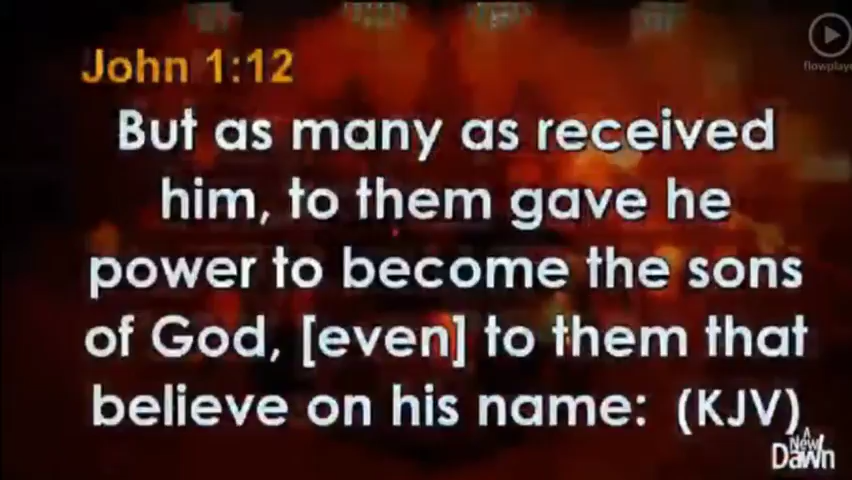 flowplaye
John 1:12
But as many as received
him, to them gave he
power to become the sons
of God, [even] to them that
believe on his name: (KJV)
A
New
Dawn